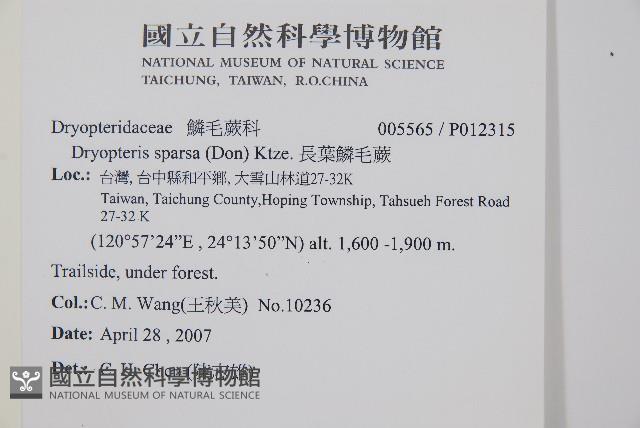 國立自然科學博物館
NATIONAL MUSEUM OF NATURAL SCIENCE
TAICHUNG, TAIWAN, R.O.CHINA
Dryopteridaceae 鱗毛蕨科 005565 / P012315
Dryopteris sparsa (Don) Ktze. 長葉鱗毛蕨
Loc.: 台灣, 台中縣和平鄉, 大雪山林道27-32K
Taiwan, Taichung County,Hoping Township, Tahsueh Forest Road
27-32 K
(120°57’24”E , 24°13’50”N) alt. 1,600 -1,900 m.
Trailside, under forest.
Col.: C. M. Wang(王秋美) No.10236
Date: April 28 , 2007
Det.:
國立自然科學博物館
NATIONAL MUSEUM OF NATURAL SCIENCE